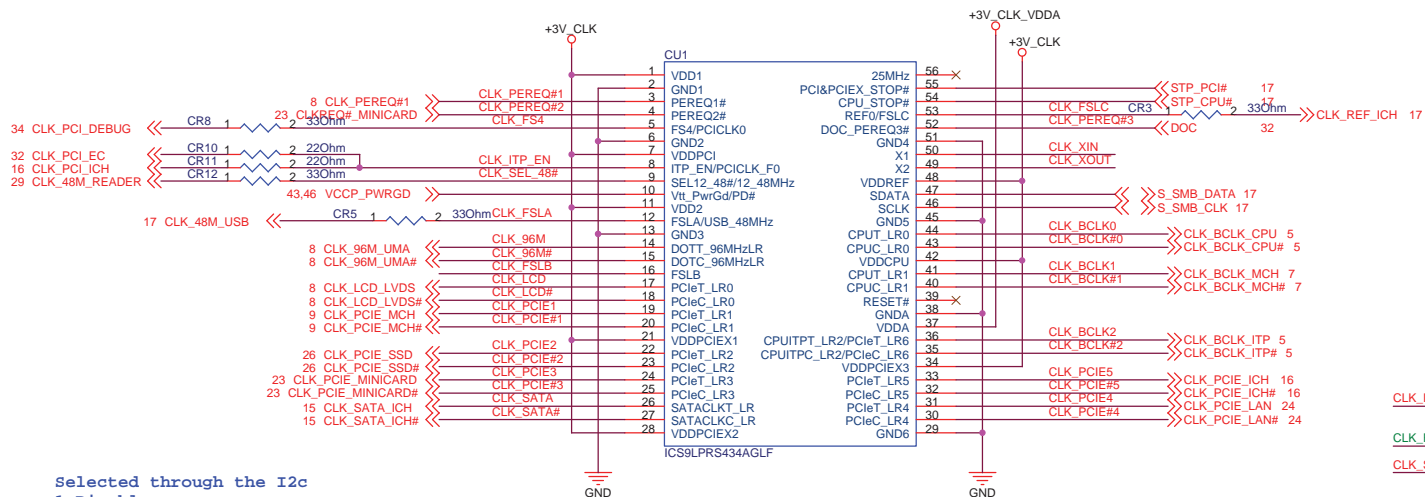 +3V_CLK_VDDA
+3V_CLK
+3V_CLK
CU1
1 VDD1
2 GND1
8 CLK_PEREQ#1 CLK_PEREQ#1 3 PEREQ1#
23 CLKREQ#_MINICARD CLK_PEREQ#2 4 PEREQ2#
34 CLK_PCI_DEBUG CR8 1 2 33Ohm CLK_FS4 5 FS4/PCICLK0
6 GND2
32 CLK_PCI_EC CR10 1 2 22Ohm 7 VDDPCI
16 CLK_PCI_ICH CR11 1 2 22Ohm CLK_ITP_EN 8 ITP_EN/PCICLK_F0
29 CLK_48M_READER CR12 1 2 33Ohm CLK_SEL_48# 9 SEL12_48#/12_48MHz
43,46 VCCP_PWRGD 10 Vtt_PwrGd/PD#
11 VDD2
17 CLK_48M_USB CR5 1 2 33Ohm CLK_FSLA 12 FSLA/USB_48MHz
13 GND3
8 CLK_96M_UMA CLK_96M 14 DOTT_96MHzLR
8 CLK_96M_UMA# CLK_96M# 15 DOTC_96MHzLR
CLK_FSLB 16 FSLB
8 CLK_LCD_LVDS CLK_LCD 17 PCIeT_LR0
8 CLK_LCD_LVDS# CLK_LCD# 18 PCIeC_LR0
9 CLK_PCIE_MCH CLK_PCIE1 19 PCIeT_LR1
9 CLK_PCIE_MCH# CLK_PCIE#1 20 PCIeC_LR1
21 VDDPCIEX1
26 CLK_PCIE_SSD CLK_PCIE2 22 PCIeT_LR2
26 CLK_PCIE_SSD# CLK_PCIE#2 23 PCIeC_LR2
23 CLK_PCIE_MINICARD CLK_PCIE3 24 PCIeT_LR3
23 CLK_PCIE_MINICARD# CLK_PCIE#3 25 PCIeC_LR3
15 CLK_SATA_ICH CLK_SATA 26 SATACLKT_LR
15 CLK_SATA_ICH# CLK_SATA# 27 SATACLKC_LR
28 VDDPCIEX2
25MHz 56
PCI&PCIEX_STOP# 55 STP_PCI# 17
CPU_STOP# 54 STP_CPU# 17
REF0/FSLC 53 CLK_FSLC CR3 1 2 33Ohm CLK_REF_ICH 17
DOC_PEREQ3# 52 CLK_PEREQ#3 DOC 32
GND4 51
X1 50 CLK_XIN
X2 49 CLK_XOUT
VDDREF 48
SDATA 47 S_SMB_DATA 17
SCLK 46 S_SMB_CLK 17
GND5 45
CPUT_LR0 44 CLK_BCLK0 CLK_BCLK_CPU 5
CPUC_LR0 43 CLK_BCLK#0 CLK_BCLK_CPU# 5
VDDCPU 42
CPUT_LR1 41 CLK_BCLK1 CLK_BCLK_MCH 7
CPUC_LR1 40 CLK_BCLK#1 CLK_BCLK_MCH# 7
RESET# 39
GNDA 38
VDDA 37
CPUITPT_LR2/PCIeT_LR6 36 CLK_BCLK2 CLK_BCLK_ITP 5
CPUITPC_LR2/PCIeC_LR6 35 CLK_BCLK#2 CLK_BCLK_ITP# 5
VDDPCIEX3 34
PCIeT_LR5 33 CLK_PCIE5 CLK_PCIE_ICH 16
PCIeC_LR5 32 CLK_PCIE#5 CLK_PCIE_ICH# 16
PCIeT_LR4 31 CLK_PCIE4 CLK_PCIE_LAN 24
PCIeC_LR4 30 CLK_PCIE#4 CLK_PCIE_LAN# 24
GND6 29
ICS9LPRS434AGLF
GND
GND
Selected through the I2c